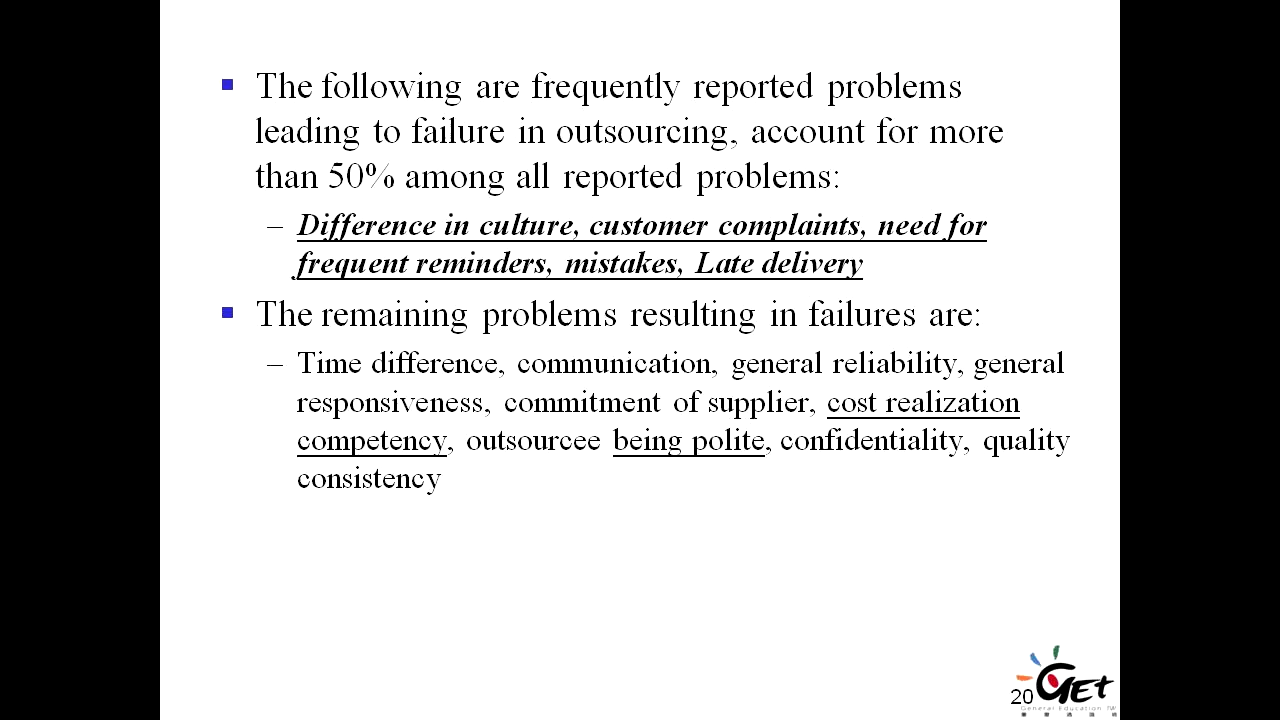 The following are frequently reported problems
leading to failure in outsourcing, account for more
than 50% among all reported problems:
– Difference in culture, customer complaints, need for
frequent reminders, mistakes, Late delivery
The remaining problems resulting in failures are:
– Time difference, communication, general reliability, general
responsiveness, commitment of supplier, cost realization
competency, outsourcee being polite, confidentiality, quality
consistency
20
GET
General Education TW